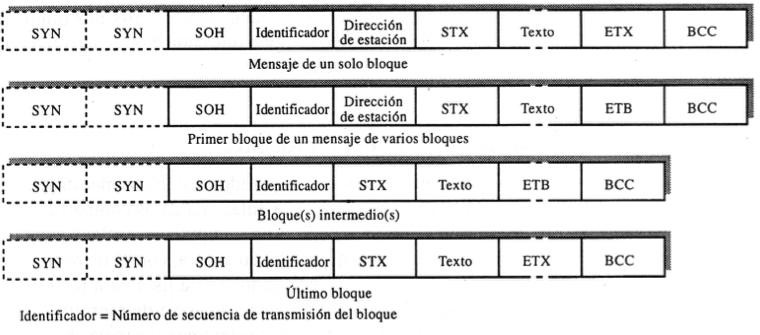 SYN SYN SOH Identificador Dirección de estación STX Texto ETX BCC
Mensaje de un solo bloque
SYN SYN SOH Identificador Dirección de estación STX Texto ETB BCC
Primer bloque de un mensaje de varios bloques
SYN SYN SOH Identificador STX Texto ETB BCC
Bloque(s) intermedio(s)
SYN SYN SOH Identificador STX Texto ETX BCC
Último bloque
Identificador = Número de secuencia de transmisión del bloque